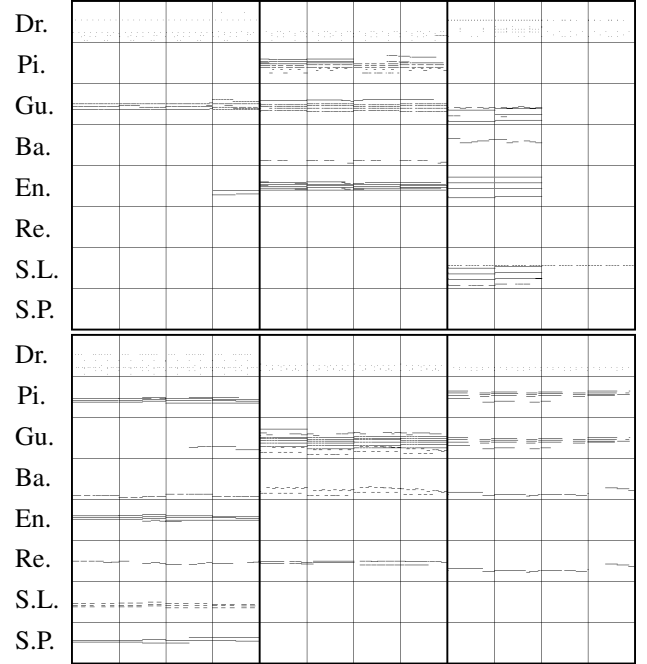 Dr.
Pi.
Gu.
Ba.
En.
Re.
S.L.
S.P.
Dr.
Pi.
Gu.
Ba.
En.
Re.
S.L.
S.P.